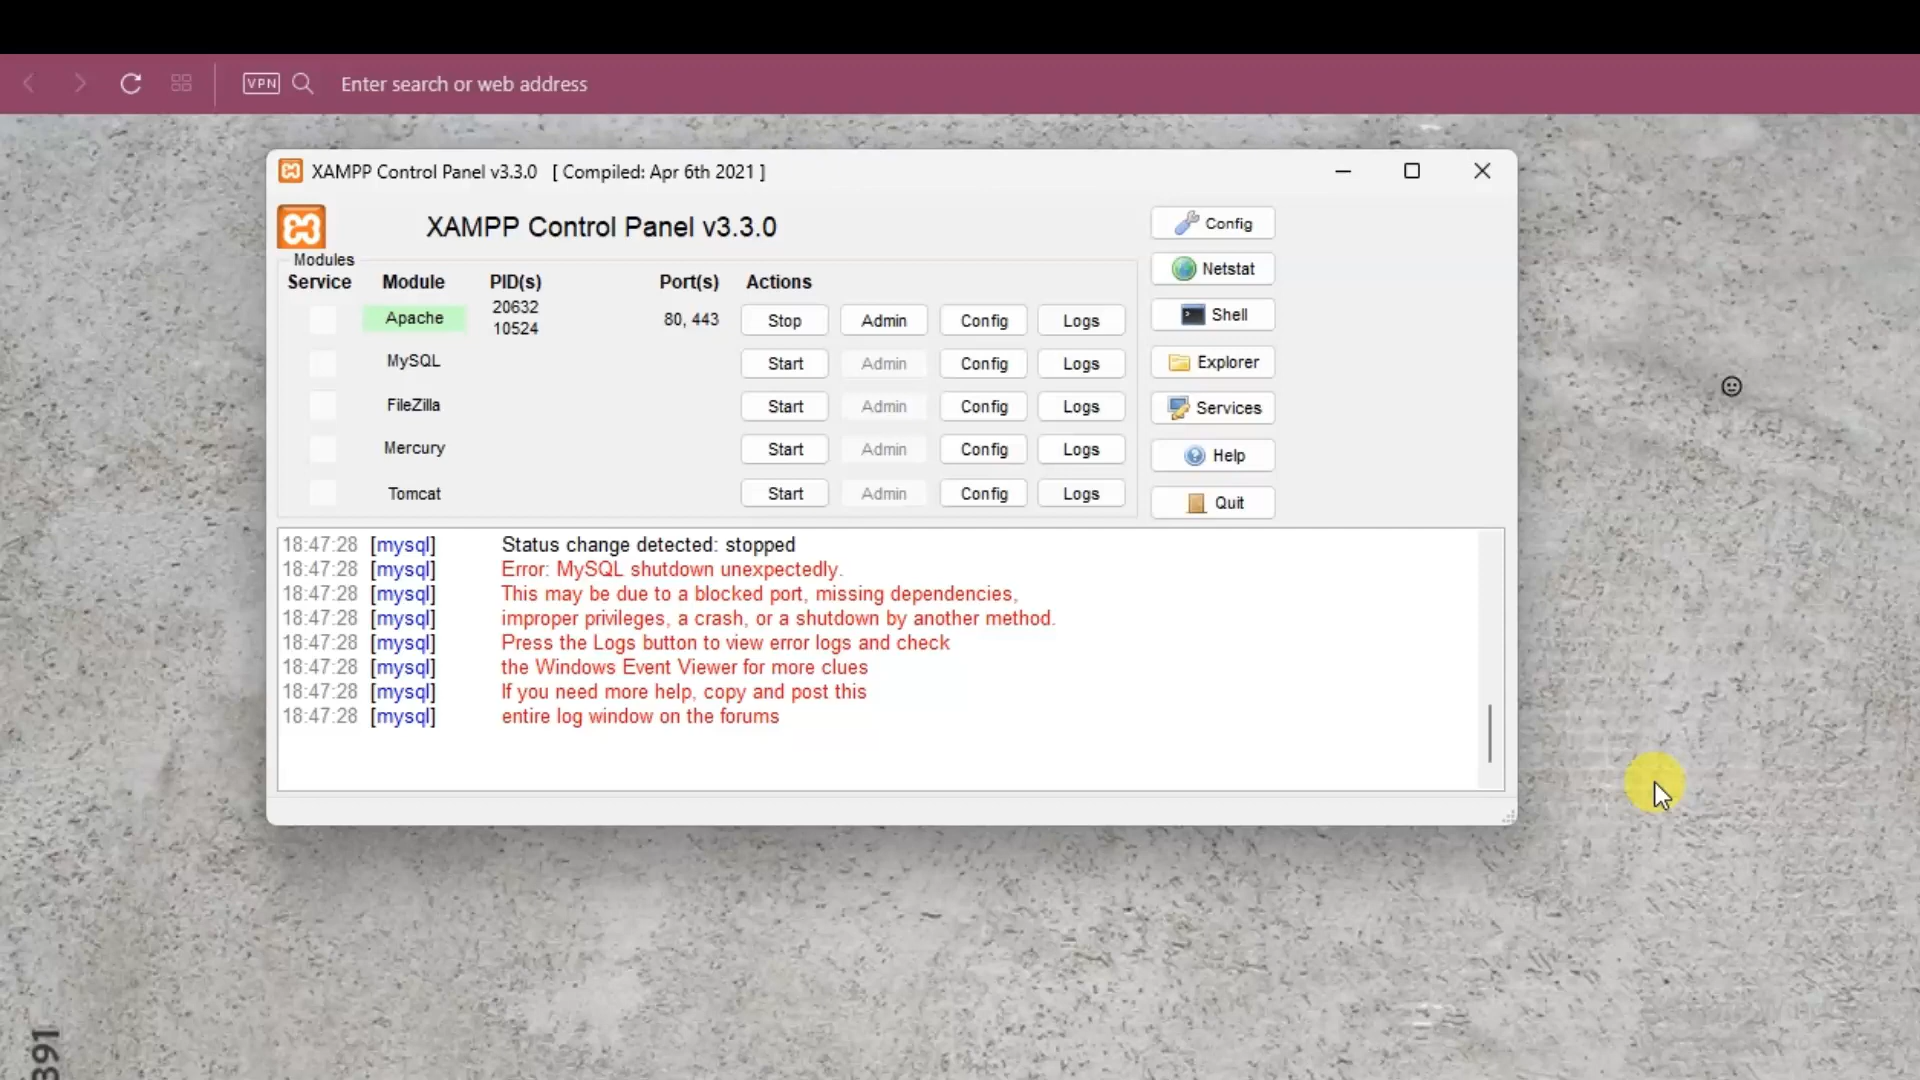 VPN Enter search or web address
XAMPP Control Panel v3.3.0 [ Compiled: Apr 6th 2021 ]
XAMPP Control Panel v3.3.0
Modules
Service Module PID(s) Port(s) Actions
Apache 20632 10524 80, 443 Stop Admin Config Logs
MySQL Start Admin Config Logs
FileZilla Start Admin Config Logs
Mercury Start Admin Config Logs
Tomcat Start Admin Config Logs
Config
Netstat
Shell
Explorer
Services
Help
Quit
18:47:28 [mysql] Status change detected: stopped
18:47:28 [mysql] Error: MySQL shutdown unexpectedly.
18:47:28 [mysql] This may be due to a blocked port, missing dependencies,
18:47:28 [mysql] improper privileges, a crash, or a shutdown by another method.
18:47:28 [mysql] Press the Logs button to view error logs and check
18:47:28 [mysql] the Windows Event Viewer for more clues
18:47:28 [mysql] If you need more help, copy and post this
18:47:28 [mysql] entire log window on the forums